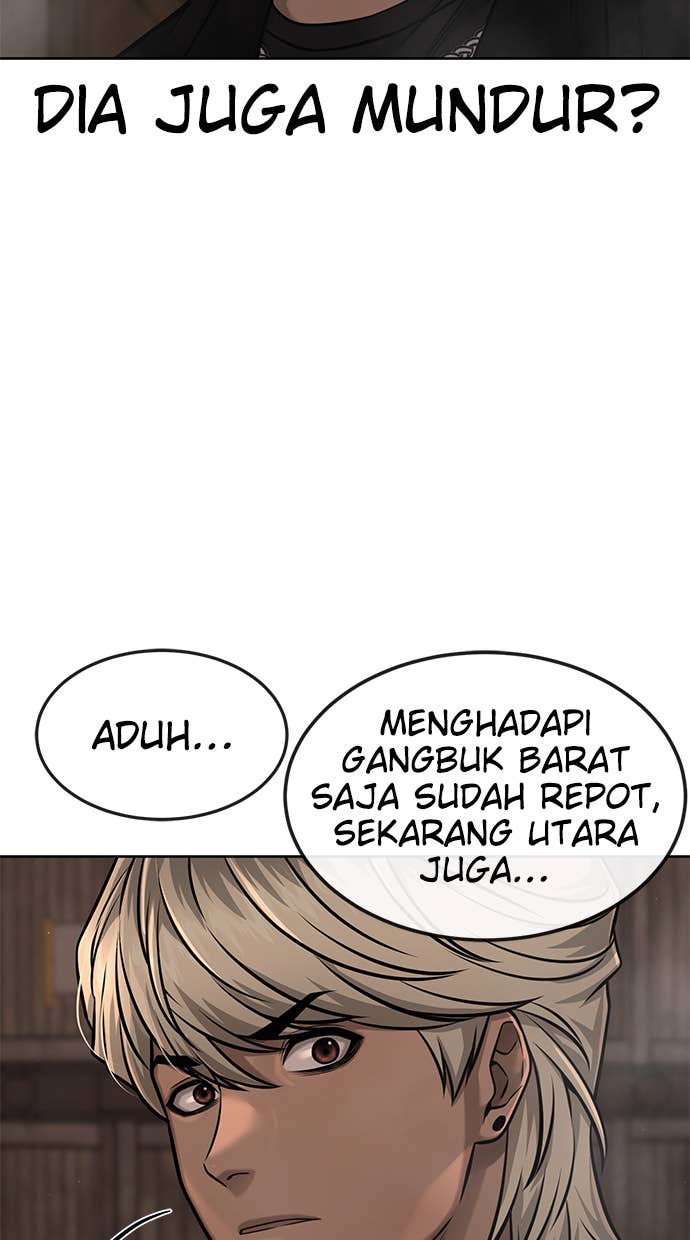 DIA JUGA MUNDUR?
ADUH...
MENGHADAPI
GANGBUK BARAT
SAJA SUDAH REPOT,
SEKARANG UTARA
JUGA...